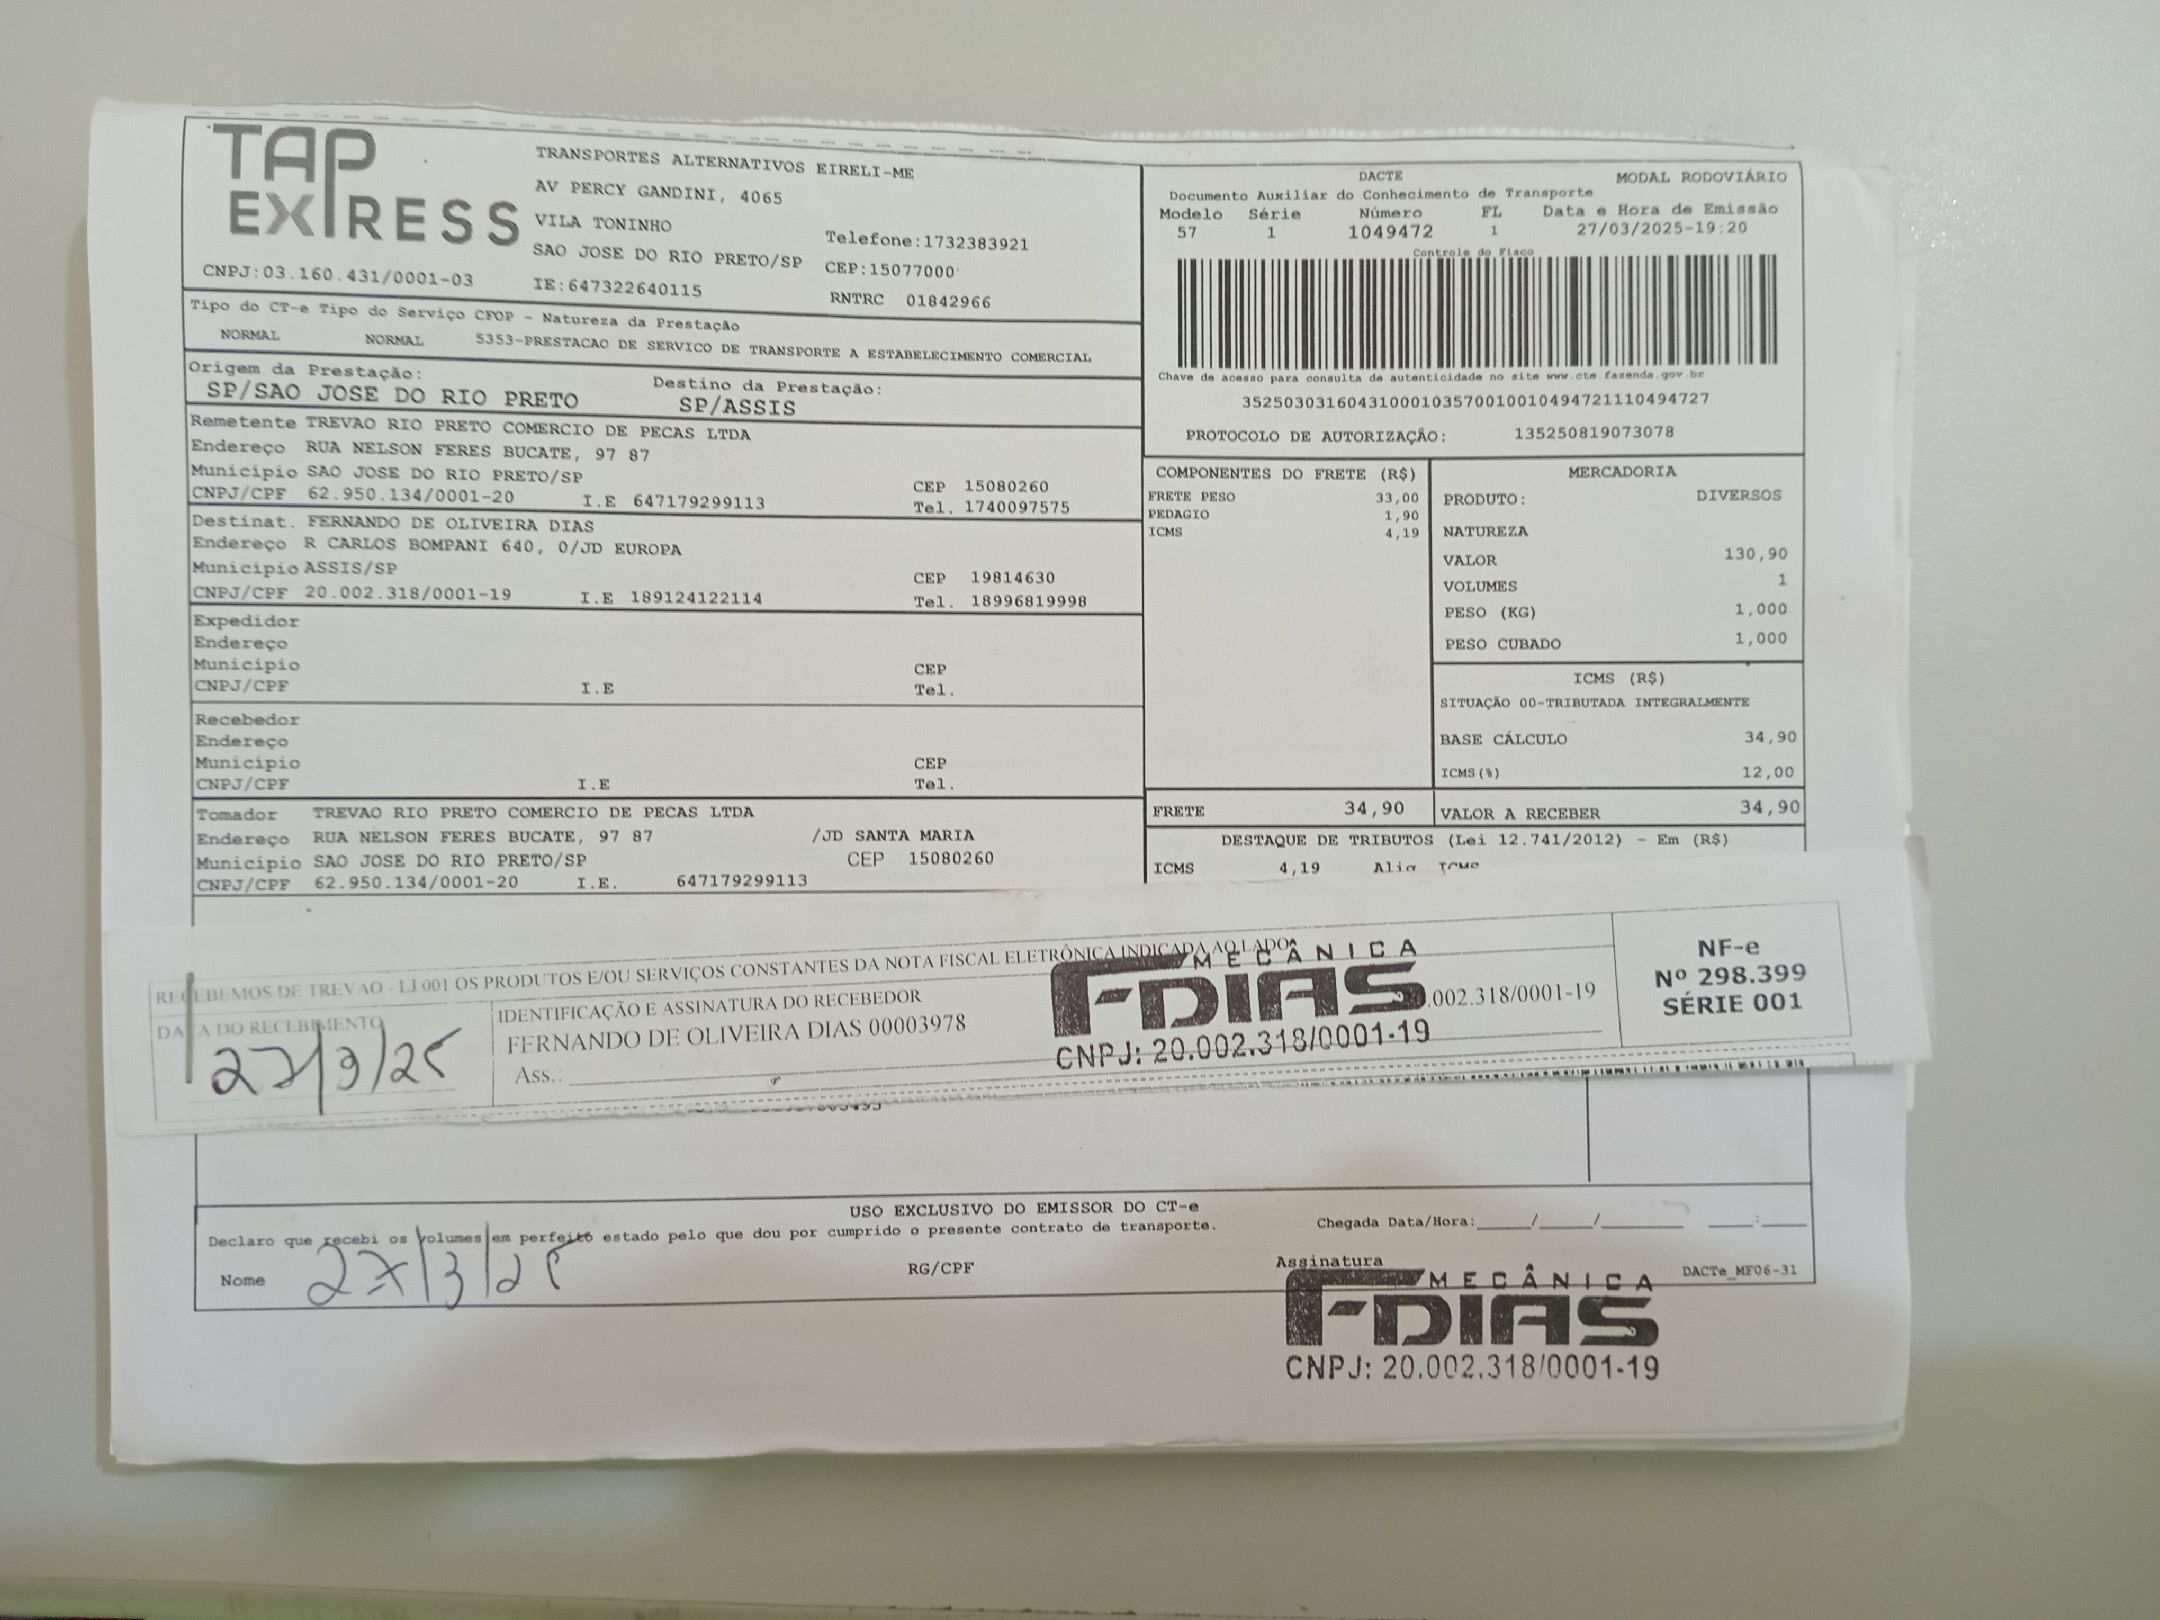 TAP
EXPRESS
TRANSPORTES ALTERNATIVOS EIRELI-ME
AV PERCY GANDINI, 4065
VILA TONINHO
Telefone:1732383921
SAO JOSE DO RIO PRETO/SP CEP:15077000
CNPJ:03.160.431/0001-03 IE:647322640115 RNTRC 01842966
DACTE MODAL RODOVIÁRIO
Documento Auxiliar do Conhecimento de Transporte
Modelo Série Número FL Data e Hora de Emissão
57 1 1049472 1 27/03/2025-19:20
Controle do Fisco
Chave de acesso para consulta de autenticidade no site www.cte.fazenda.gov.br
35250303160431000103570010010494721110494727
PROTOCOLO DE AUTORIZAÇÃO: 135250819073078
Tipo do CT-e Tipo do Serviço CFOP - Natureza da Prestação
NORMAL NORMAL 5353-PRESTACAO DE SERVICO DE TRANSPORTE A ESTABELECIMENTO COMERCIAL
Origem da Prestação: Destino da Prestação:
SP/SAO JOSE DO RIO PRETO SP/ASSIS
Remetente TREVAO RIO PRETO COMERCIO DE PECAS LTDA
Endereço RUA NELSON FERES BUCATE, 97 87
Município SAO JOSE DO RIO PRETO/SP CEP 15080260
CNPJ/CPF 62.950.134/0001-20 I.E 647179299113 Tel. 1740097575
Destinat. FERNANDO DE OLIVEIRA DIAS
Endereço R CARLOS BOMPANI 640, 0/JD EUROPA
Município ASSIS/SP CEP 19814630
CNPJ/CPF 20.002.318/0001-19 I.E 189124122114 Tel. 18996819998
Expedidor
Endereço
Município CEP
CNPJ/CPF I.E Tel.
Recebedor
Endereço
Município CEP
CNPJ/CPF I.E Tel.
Tomador TREVAO RIO PRETO COMERCIO DE PECAS LTDA
Endereço RUA NELSON FERES BUCATE, 97 87 /JD SANTA MARIA
Município SAO JOSE DO RIO PRETO/SP CEP 15080260
CNPJ/CPF 62.950.134/0001-20 I.E. 647179299113
COMPONENTES DO FRETE (R$)
FRETE PESO 33,00
PEDAGIO 1,90
ICMS 4,19
MERCADORIA
PRODUTO: DIVERSOS
NATUREZA
VALOR 130,90
VOLUMES 1
PESO (KG) 1,000
PESO CUBADO 1,000
ICMS (R$)
SITUAÇÃO 00-TRIBUTADA INTEGRALMENTE
BASE CÁLCULO 34,90
ICMS(%) 12,00
FRETE 34,90 VALOR A RECEBER 34,90
DESTAQUE DE TRIBUTOS (Lei 12.741/2012) - Em (R$)
ICMS 4,19 Aliq ICMS
RECEBEMOS DE TREVAO - LJ 001 OS PRODUTOS E/OU SERVIÇOS CONSTANTES DA NOTA FISCAL ELETRÔNICA INDICADA AO LADO
DATA DO RECEBIMENTO
27/3/25
IDENTIFICAÇÃO E ASSINATURA DO RECEBEDOR
FERNANDO DE OLIVEIRA DIAS 00003978 .002.318/0001-19
Ass.:
MECÂNICA
FDIAS
CNPJ: 20.002.318/0001-19
NF-e
Nº 298.399
SÉRIE 001
USO EXCLUSIVO DO EMISSOR DO CT-e
Declaro que recebi os volumes em perfeito estado pelo que dou por cumprido o presente contrato de transporte. Chegada Data/Hora:____/____/______ ___:___
Nome 27/3/25 RG/CPF Assinatura DACTe_MF06-31
MECÂNICA
FDIAS
CNPJ: 20.002.318/0001-19